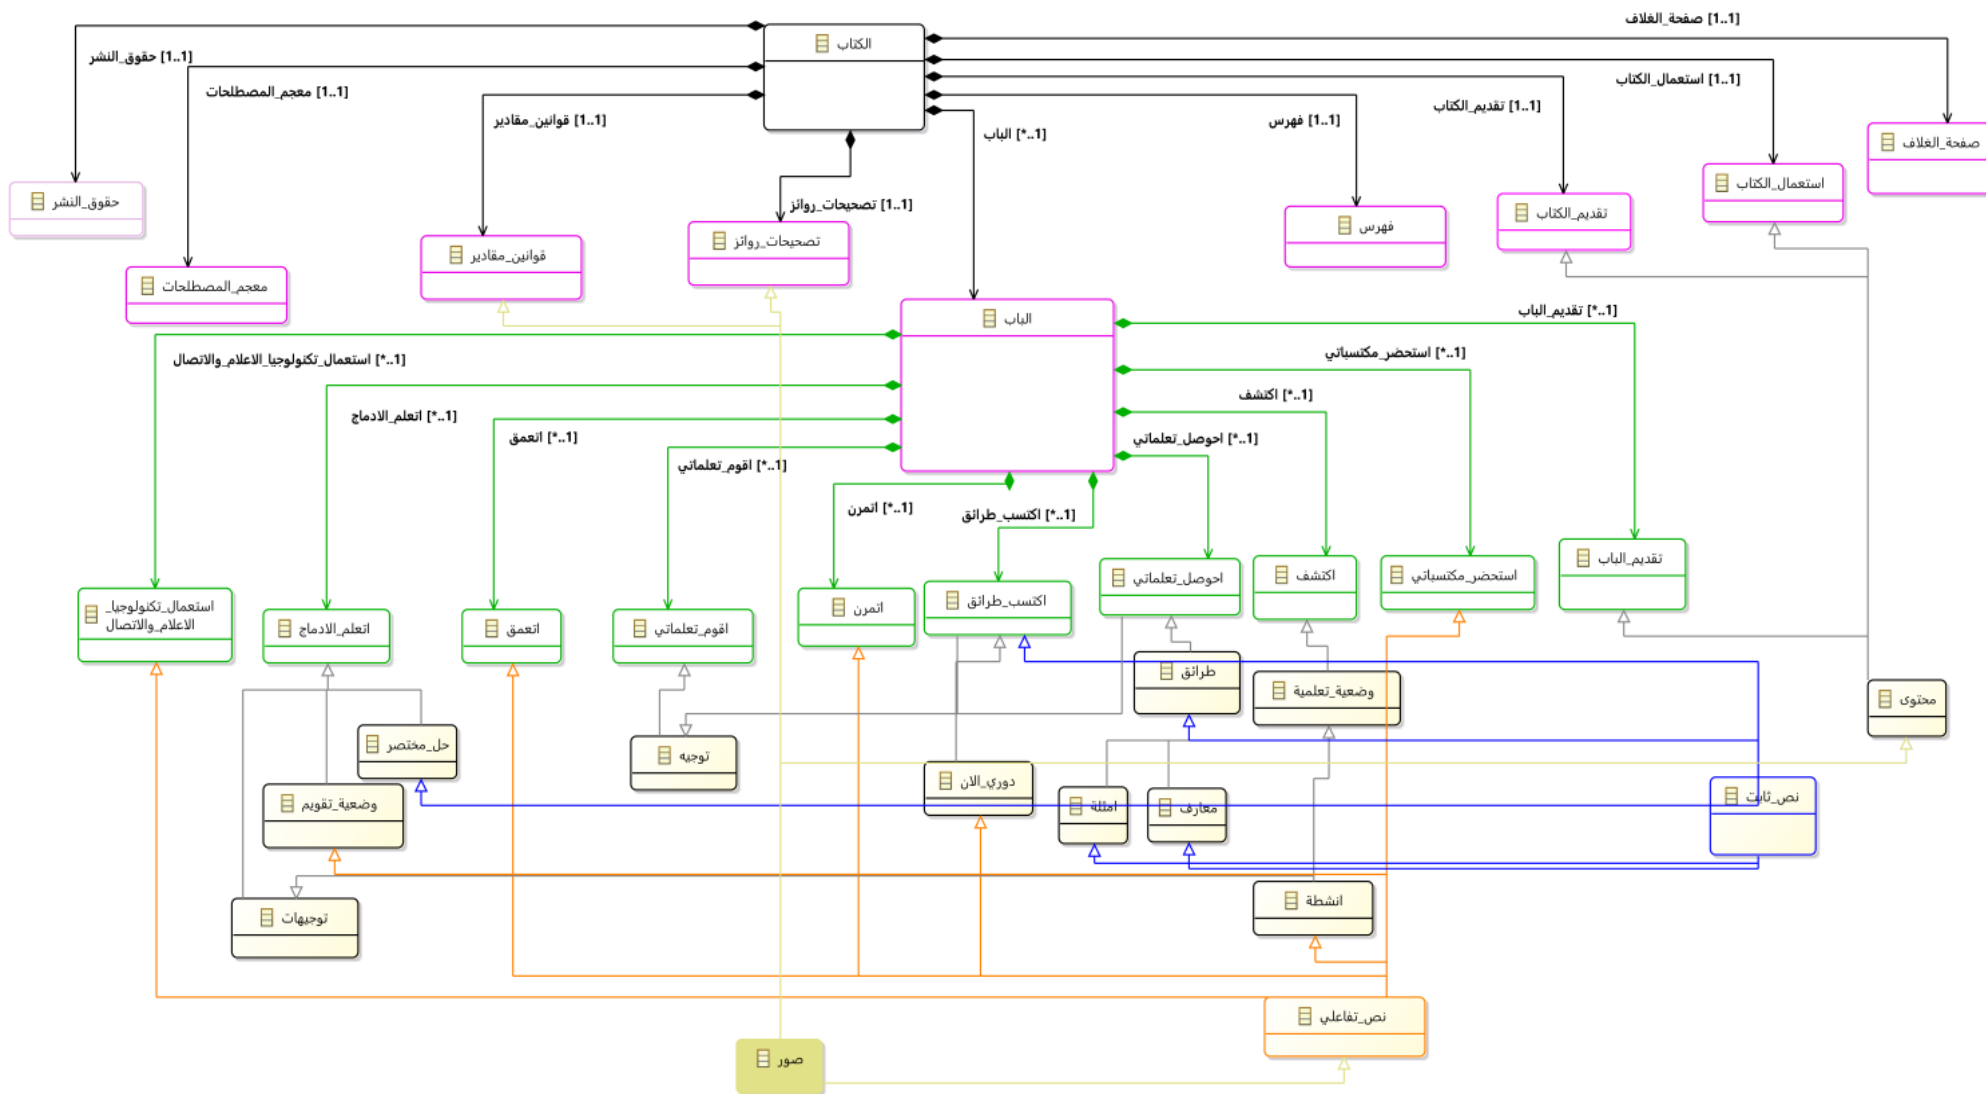 الكتاب
صفحة_الغلاف [1..1]
حقوق_النشر [1..1]
استعمال_الكتاب [1..1]
معجم_المصطلحات [1..1]
تقديم_الكتاب [1..1]
قوانين_مقادير [1..1]
فهرس [1..1]
الباب [*..1]
صفحة_الغلاف
استعمال_الكتاب
حقوق_النشر
تصحيحات_روائز [1..1]
تقديم_الكتاب
فهرس
تصحيحات_روائز
قوانين_مقادير
معجم_المصطلحات
الباب
تقديم_الباب [*..1]
استحضر_مكتسباتي [*..1]
استعمال_تكنولوجيا_الاعلام_والاتصال [*..1]
اكتشف [*..1]
اتعلم_الادماج [*..1]
احوصل_تعلماتي [*..1]
اتعمق [*..1]
اقوم_تعلماتي [*..1]
اتمرن [*..1]
اكتسب_طرائق [*..1]
تقديم_الباب
استحضر_مكتسباتي
اكتشف
احوصل_تعلماتي
اكتسب_طرائق
اتمرن
اقوم_تعلماتي
اتعمق
اتعلم_الادماج
استعمال_تكنولوجيا_
الاعلام_والاتصال
طرائق
وضعية_تعلمية
محتوى
حل_مختصر
توجيه
دوري_الان
نص_ثابت
وضعية_تقويم
امثلة
معارف
انشطة
توجيهات
نص_تفاعلي
صور